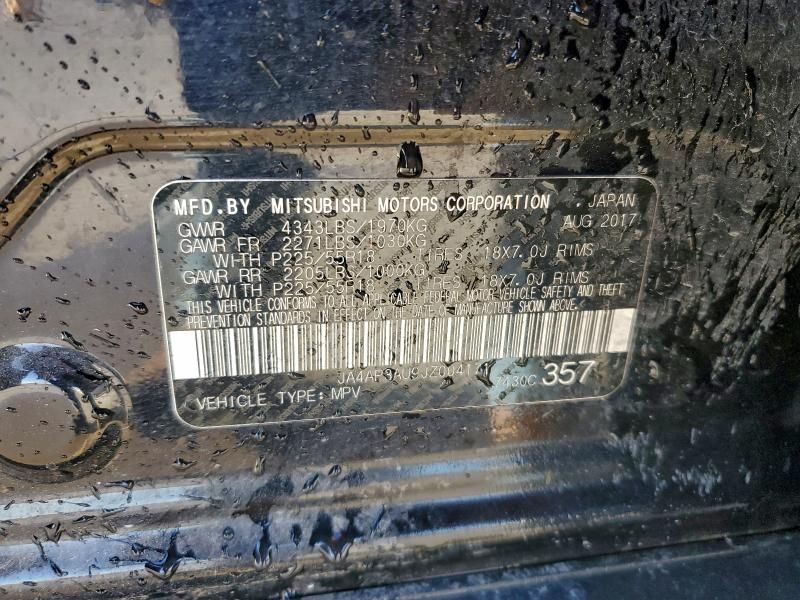 MFD. BY MITSUBISHI MOTORS CORPORATION . JAPAN
GVWR 4343LBS/1970KG AUG 2017
GAWR FR 2271LBS/1030KG
WITH P225/55R18 TIRES, 18X7.0J RIMS
GAWR RR 2205LBS/1000KG
WITH P225/55R18 TIRES, 18X7.0J RIMS
THIS VEHICLE CONFORMS TO ALL APPLICABLE FEDERAL MOTOR VEHICLE SAFETY AND THEFT
PREVENTION STANDARDS IN EFFECT ON THE DATE OF MANUFACTURE SHOWN ABOVE.
7430C 357
VEHICLE TYPE: MPV